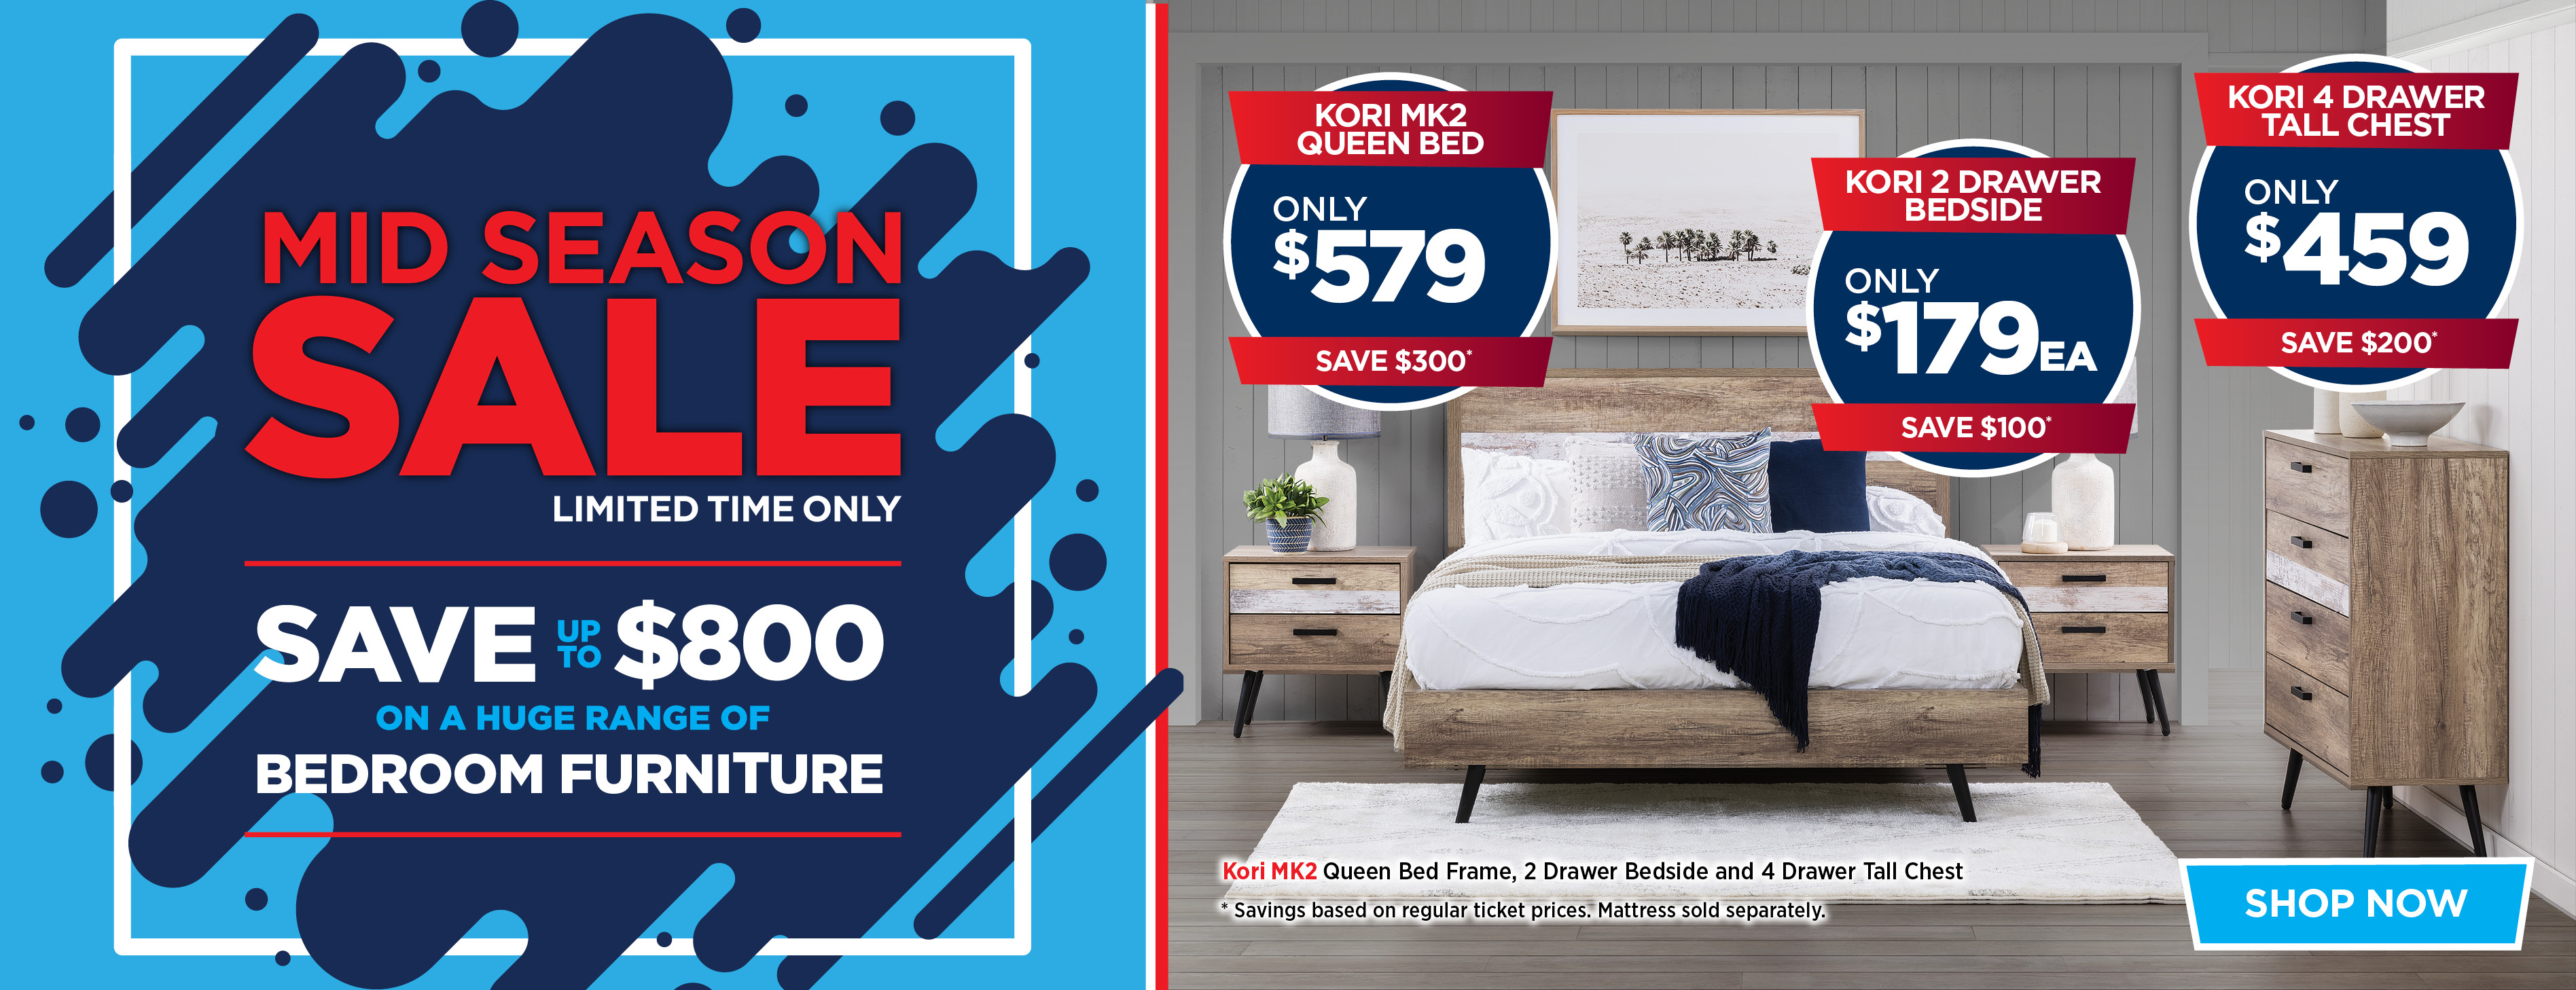 MID SEASON
SALE
LIMITED TIME ONLY
SAVE UP TO $800
ON A HUGE RANGE OF
BEDROOM FURNITURE
KORI MK2
QUEEN BED
ONLY
$579
SAVE $300*
KORI 2 DRAWER
BEDSIDE
ONLY
$179EA
SAVE $100*
KORI 4 DRAWER
TALL CHEST
ONLY
$459
SAVE $200*
Kori MK2 Queen Bed Frame, 2 Drawer Bedside and 4 Drawer Tall Chest
* Savings based on regular ticket prices. Mattress sold separately.
SHOP NOW